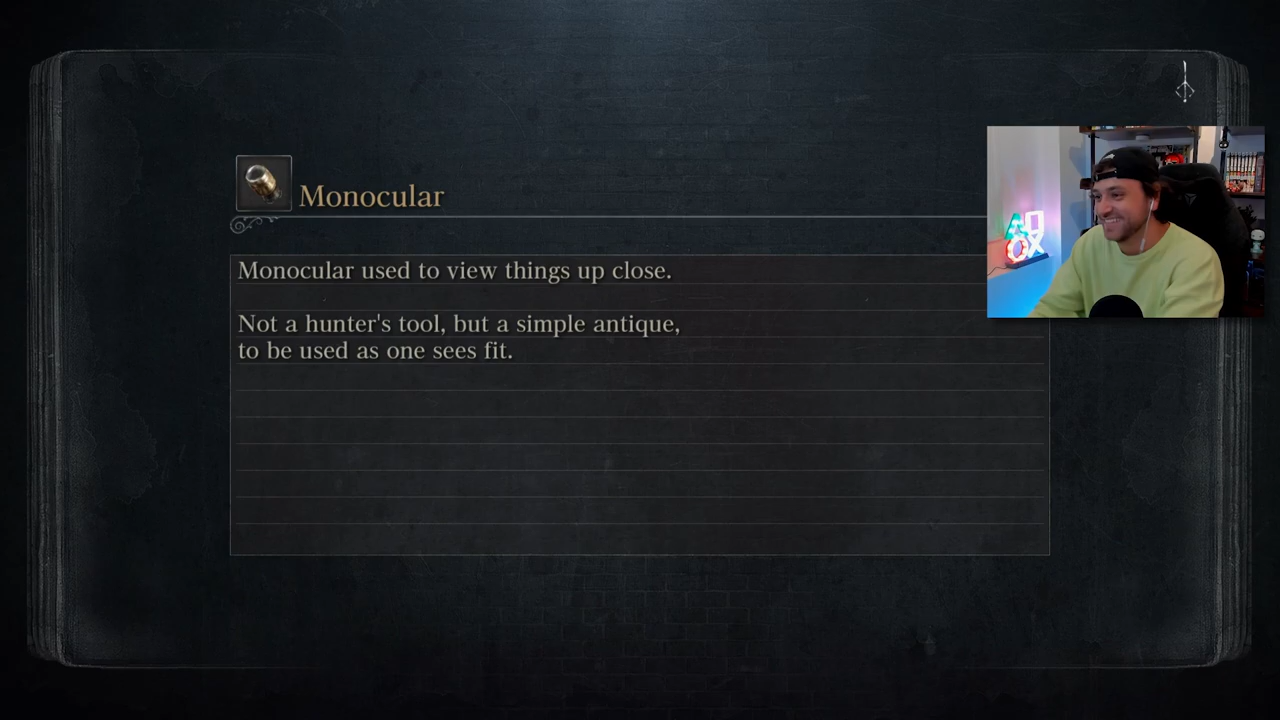 Monocular
Monocular used to view things up close.
Not a hunter's tool, but a simple antique,
to be used as one sees fit.